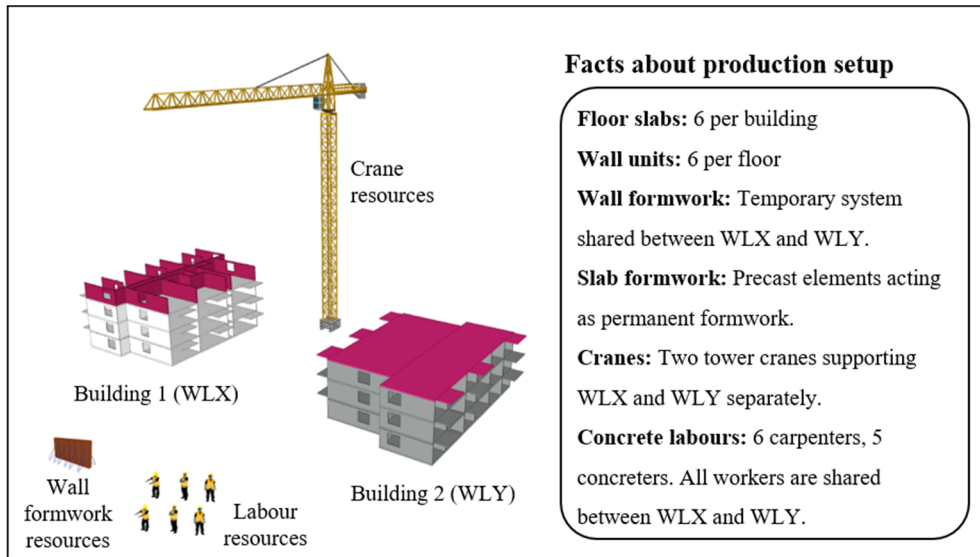 Facts about production setup
Floor slabs: 6 per building
Wall units: 6 per floor
Wall formwork: Temporary system
shared between WLX and WLY.
Slab formwork: Precast elements acting
as permanent formwork.
Cranes: Two tower cranes supporting
WLX and WLY separately.
Concrete labours: 6 carpenters, 5
concreters. All workers are shared
between WLX and WLY.
Crane
resources
Building 1 (WLX)
Building 2 (WLY)
Wall
formwork
resources
Labour
resources